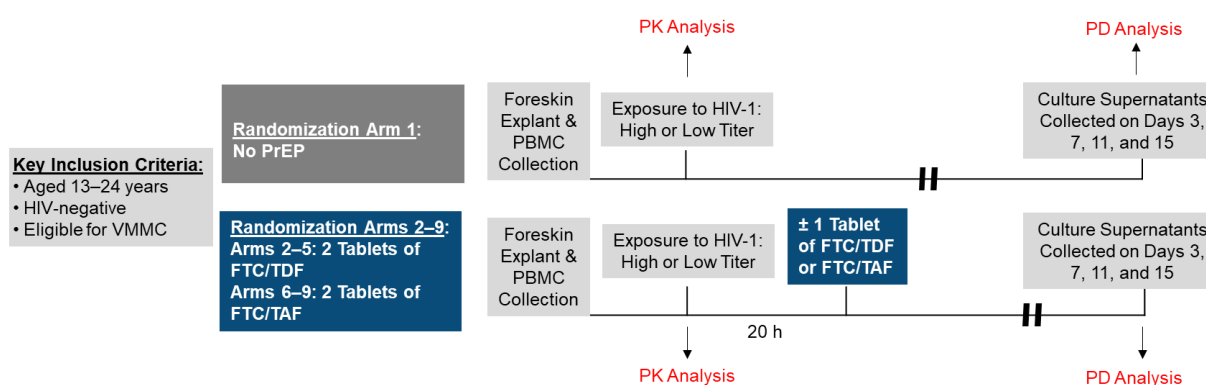 PK Analysis
PD Analysis
Key Inclusion Criteria:
• Aged 13–24 years
• HIV-negative
• Eligible for VMMC
Randomization Arm 1:
No PrEP
Foreskin
Explant &
PBMC
Collection
Exposure to HIV-1:
High or Low Titer
Culture Supernatants
Collected on Days 3,
7, 11, and 15
Randomization Arms 2–9:
Arms 2–5: 2 Tablets of
FTC/TDF
Arms 6–9: 2 Tablets of
FTC/TAF
Foreskin
Explant &
PBMC
Collection
Exposure to HIV-1:
High or Low Titer
± 1 Tablet
of FTC/TDF
or FTC/TAF
Culture Supernatants
Collected on Days 3,
7, 11, and 15
20 h
PK Analysis
PD Analysis